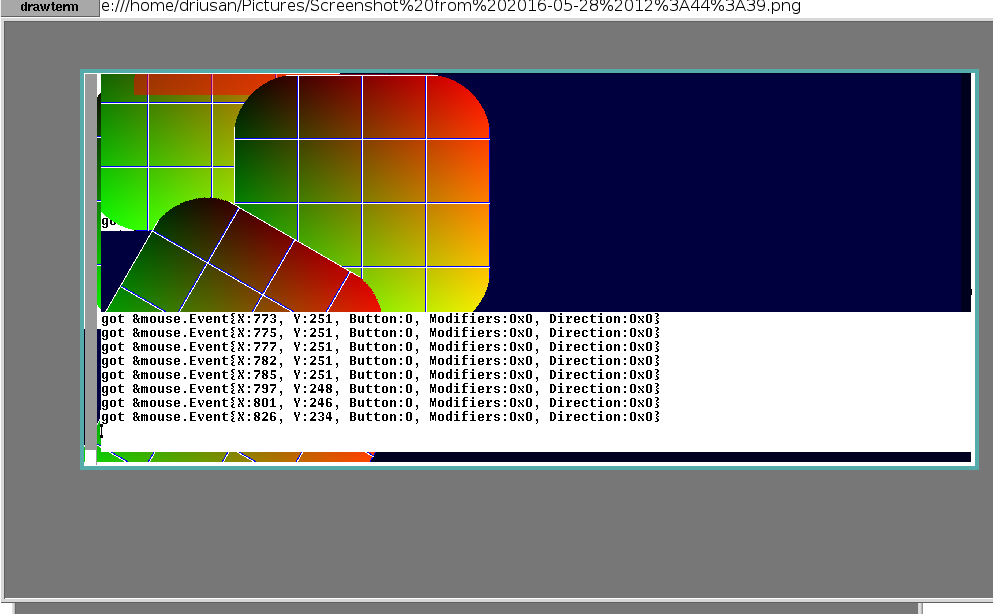 drawterm
e:///home/driusan/Pictures/Screenshot%20from%202016-05-28%2012%3A44%3A39.png
go
got &mouse.Event{X:773, Y:251, Button:0, Modifiers:0x0, Direction:0x0}
got &mouse.Event{X:775, Y:251, Button:0, Modifiers:0x0, Direction:0x0}
got &mouse.Event{X:777, Y:251, Button:0, Modifiers:0x0, Direction:0x0}
got &mouse.Event{X:782, Y:251, Button:0, Modifiers:0x0, Direction:0x0}
got &mouse.Event{X:785, Y:251, Button:0, Modifiers:0x0, Direction:0x0}
got &mouse.Event{X:797, Y:248, Button:0, Modifiers:0x0, Direction:0x0}
got &mouse.Event{X:801, Y:246, Button:0, Modifiers:0x0, Direction:0x0}
got &mouse.Event{X:826, Y:234, Button:0, Modifiers:0x0, Direction:0x0}